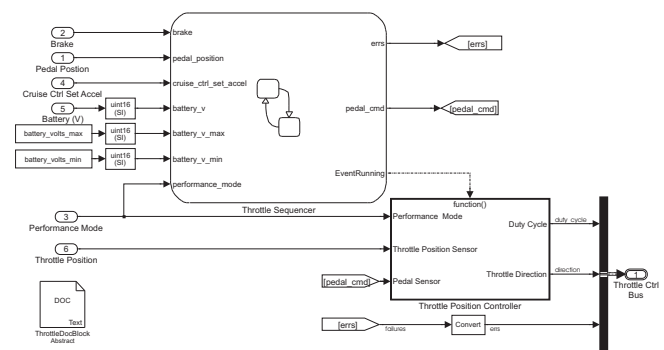 2
Brake
brake
1
Pedal Postion
pedal_position
4
Cruise Ctrl Set Accel
cruise_ctrl_set_accel
5
Battery (V)
uint16
(SI)
battery_v
battery_volts_max
uint16
(SI)
battery_v_max
battery_volts_min
uint16
(SI)
battery_v_min
performance_mode
errs
[errs]
pedal_cmd
[pedal_cmd]
EventRunning
Throttle Sequencer
3
Performance Mode
6
Throttle Position
function()
Performance Mode
Throttle Position Sensor
Pedal Sensor
Duty Cycle
duty_cycle
Throttle Direction
direction
Throttle Position Controller
[pedal_cmd]
[errs]
failures
Convert
errs
1
Throttle Ctrl
Bus
DOC
Text
ThrottleDocBlock
Abstract